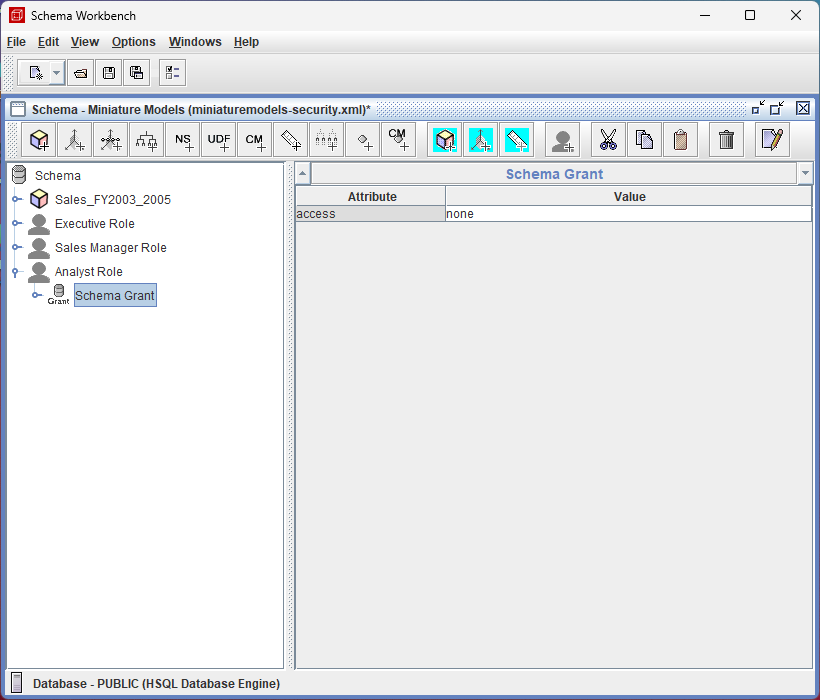 Schema Workbench
File Edit View Options Windows Help
Schema - Miniature Models (miniaturemodels-security.xml)*
NS UDF CM CM
Schema
Sales_FY2003_2005
Executive Role
Sales Manager Role
Analyst Role
Grant Schema Grant
Schema Grant
Attribute Value
access none
Database - PUBLIC (HSQL Database Engine)